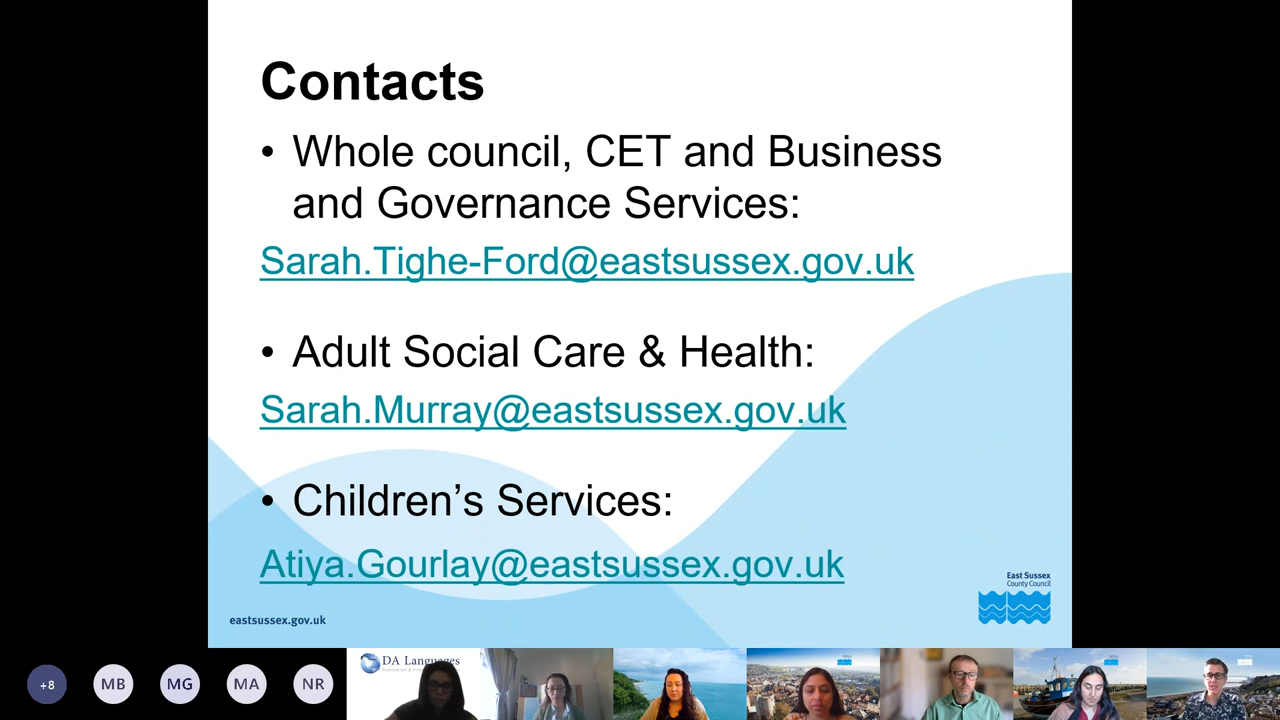 Contacts
• Whole council, CET and Business
and Governance Services:
Sarah.Tighe-Ford@eastsussex.gov.uk
• Adult Social Care & Health:
Sarah.Murray@eastsussex.gov.uk
• Children’s Services:
Atiya.Gourlay@eastsussex.gov.uk
East Sussex
County Council
eastsussex.gov.uk
+8
MB
MG
MA
NR
DA Languages